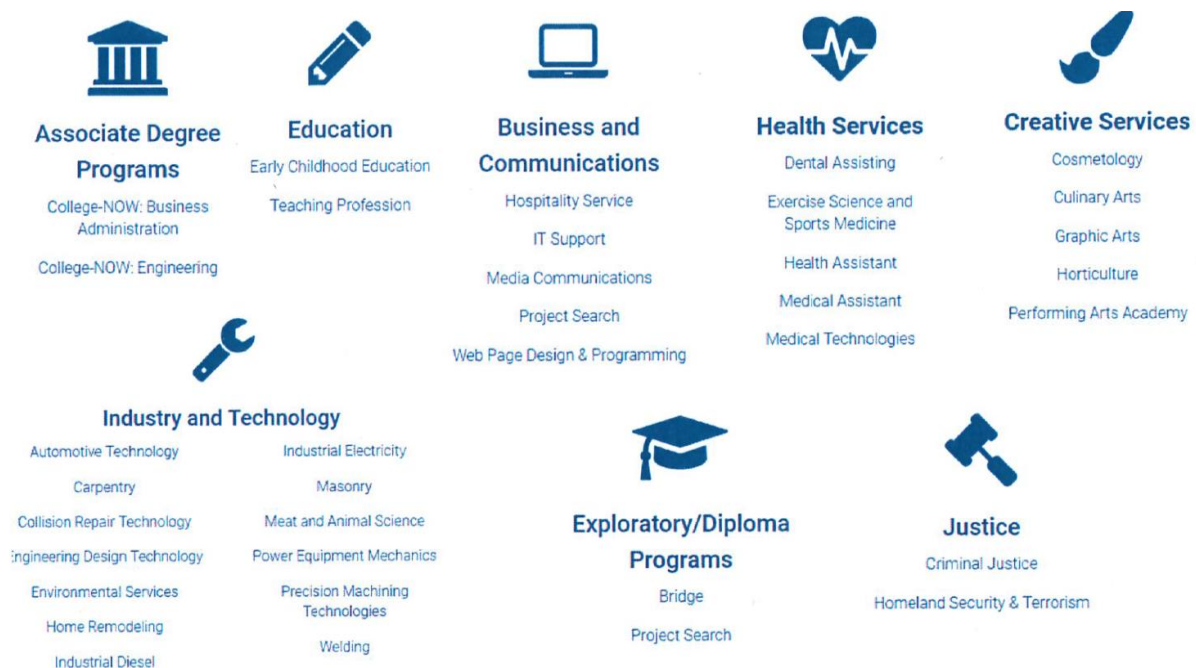 Associate Degree
Programs
College-NOW: Business
Administration
College-NOW: Engineering
Education
Early Childhood Education
Teaching Profession
Business and
Communications
Hospitality Service
IT Support
Media Communications
Project Search
Web Page Design & Programming
Health Services
Dental Assisting
Exercise Science and
Sports Medicine
Health Assistant
Medical Assistant
Medical Technologies
Creative Services
Cosmetology
Culinary Arts
Graphic Arts
Horticulture
Performing Arts Academy
Industry and Technology
Automotive Technology
Carpentry
Collision Repair Technology
Engineering Design Technology
Environmental Services
Home Remodeling
Industrial Diesel
Industrial Electricity
Masonry
Meat and Animal Science
Power Equipment Mechanics
Precision Machining
Technologies
Welding
Exploratory/Diploma
Programs
Bridge
Project Search
Justice
Criminal Justice
Homeland Security & Terrorism